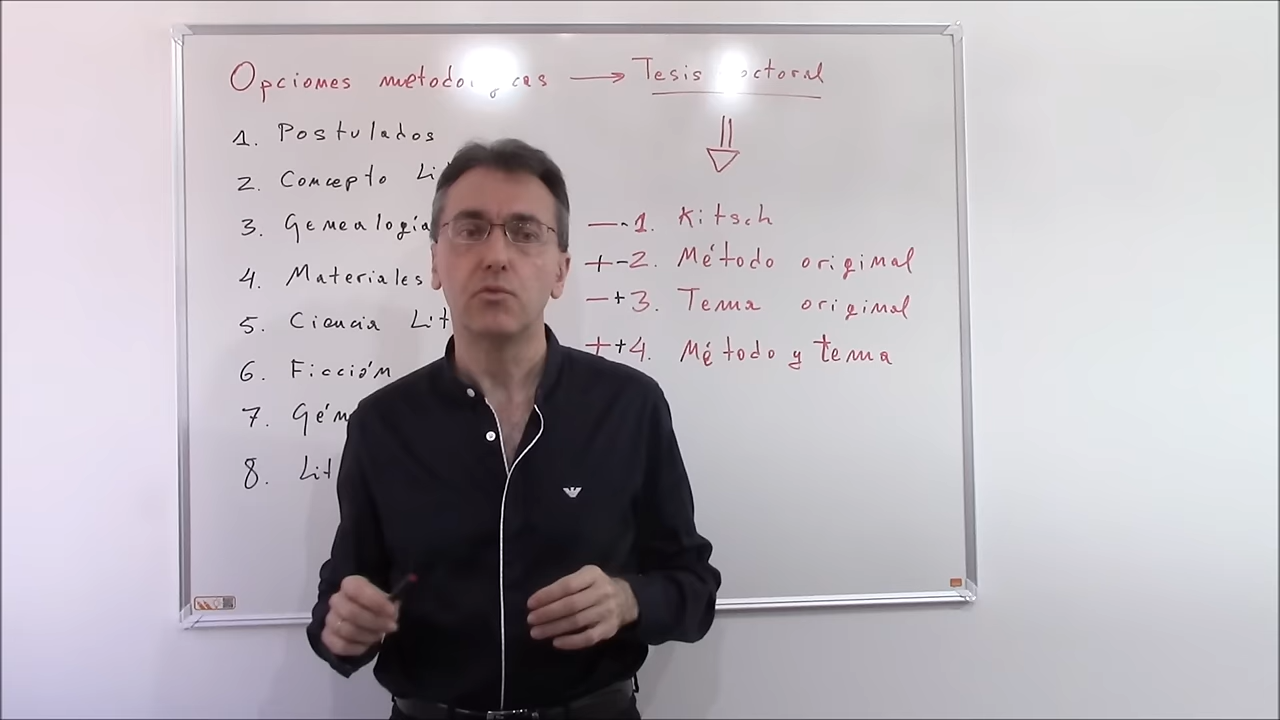 Opciones → Tesis
1. Postulados
2. Concepto
3. Genealogía
4. Materiales
5. Ciencia
6. Ficción
7.
8.
— - 1. Kitsch
+ - 2. Método original
— + 3. Tema original
+ + 4. Método y tema